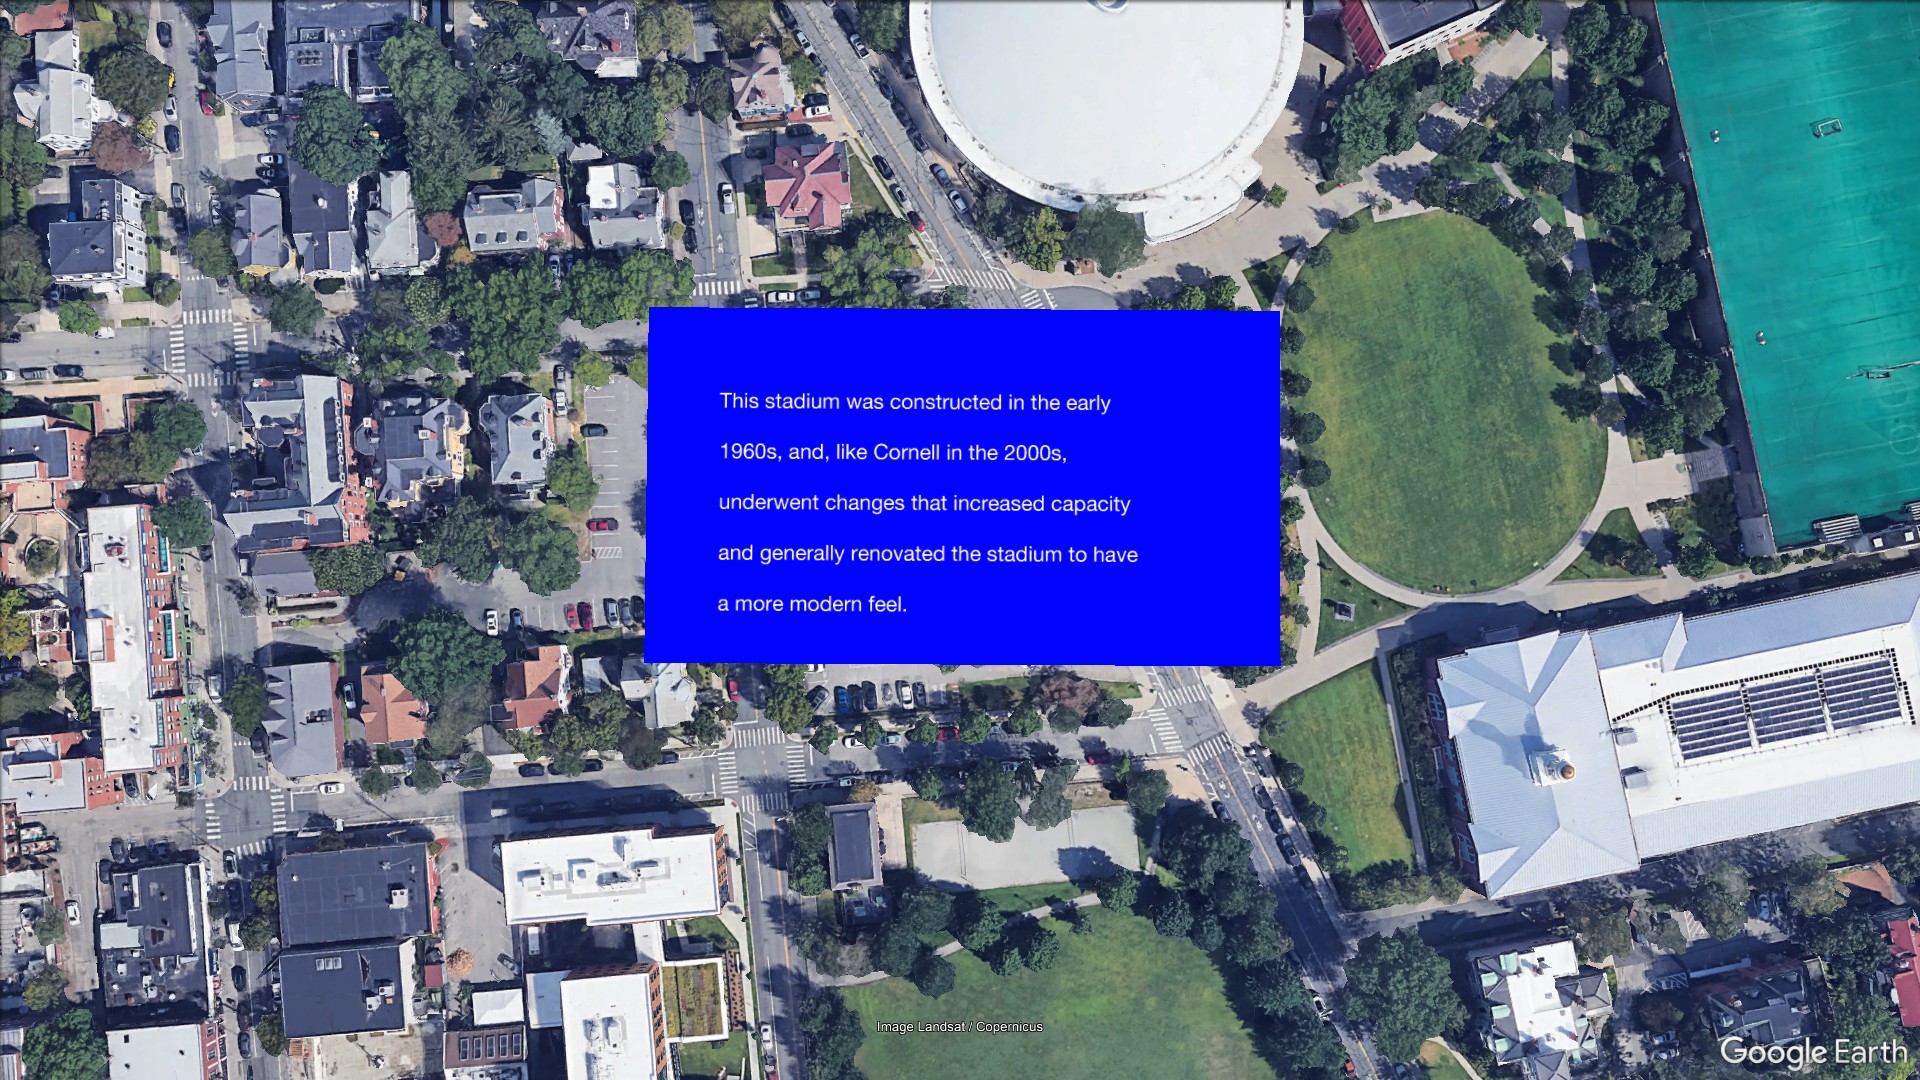 This stadium was constructed in the early
1960s, and, like Cornell in the 2000s,
underwent changes that increased capacity
and generally renovated the stadium to have
a more modern feel.
Image Landsat / Copernicus
Google Earth